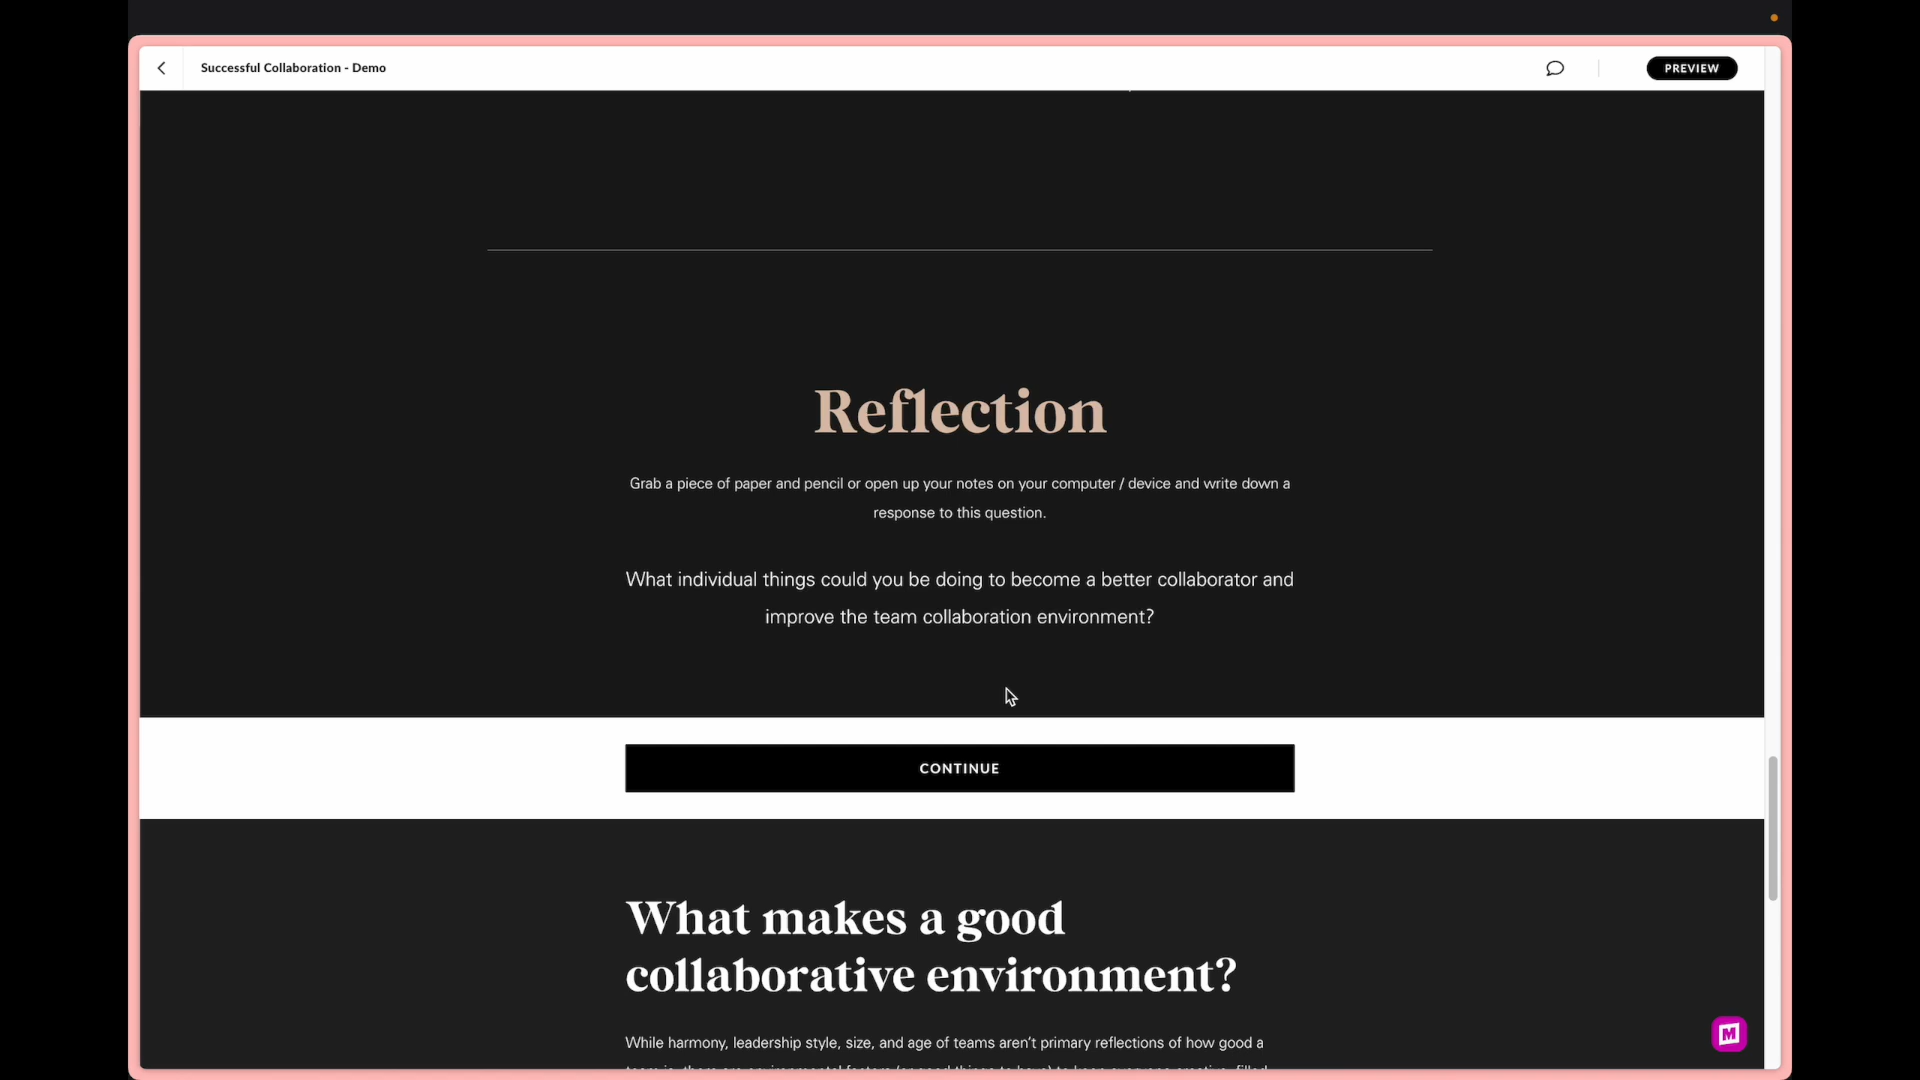 Successful Collaboration - Demo
PREVIEW
Reflection
Grab a piece of paper and pencil or open up your notes on your computer / device and write down a
response to this question.
What individual things could you be doing to become a better collaborator and
improve the team collaboration environment?
CONTINUE
What makes a good
collaborative environment?
While harmony, leadership style, size, and age of teams aren't primary reflections of how good a
M